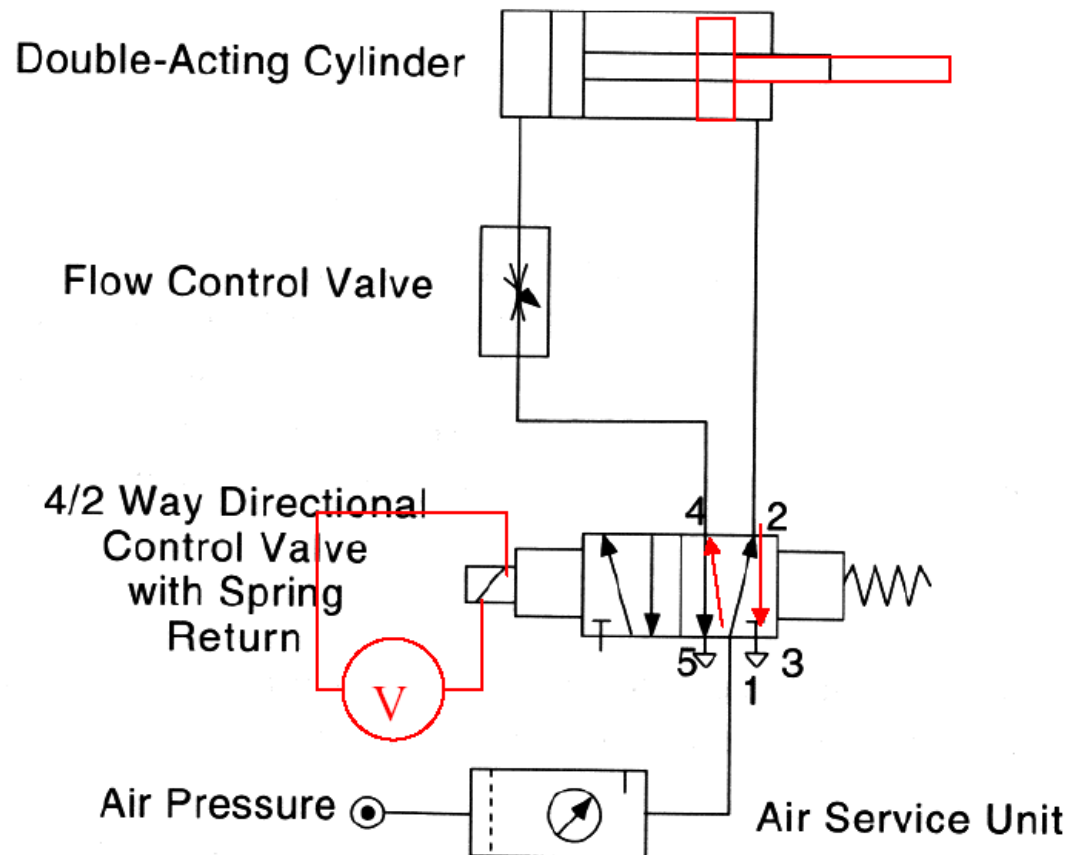 Double-Acting Cylinder
Flow Control Valve
4/2 Way Directional
Control Valve
with Spring
Return
4
2
5
3
1
V
Air Pressure
Air Service Unit